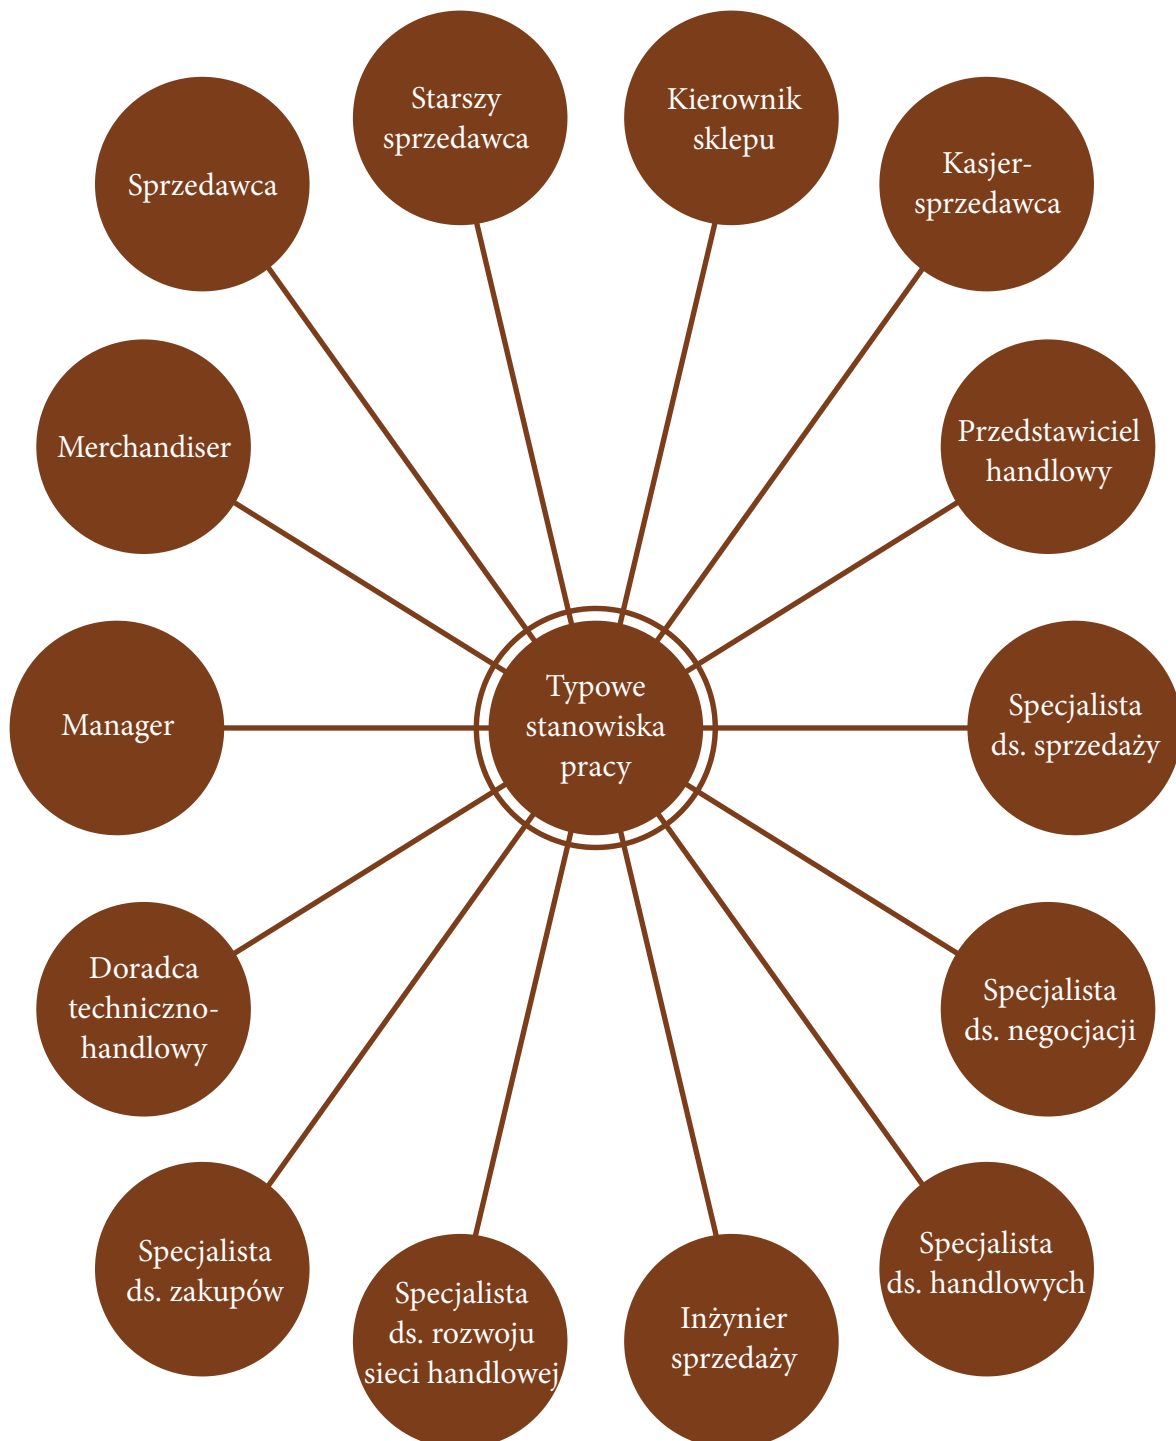 Starszy
sprzedawca
Kierownik
sklepu
Sprzedawca
Kasjer-
sprzedawca
Merchandiser
Przedstawiciel
handlowy
Manager
Typowe
stanowiska
pracy
Specjalista
ds. sprzedaży
Doradca
techniczno-
handlowy
Specjalista
ds. negocjacji
Specjalista
ds. zakupów
Specjalista
ds. rozwoju
sieci handlowej
Inżynier
sprzedaży
Specjalista
ds. handlowych